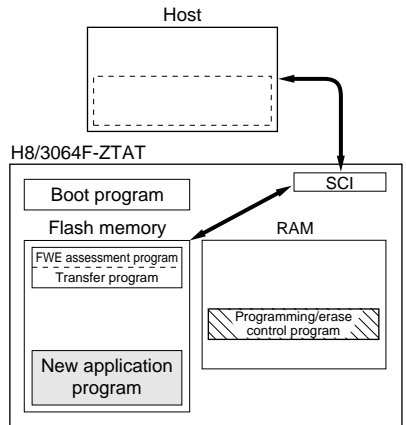 Host
H8/3064F-ZTAT
SCI
Boot program
Flash memory
RAM
FWE assessment program
Transfer program
Programming/erase
control program
New application
program